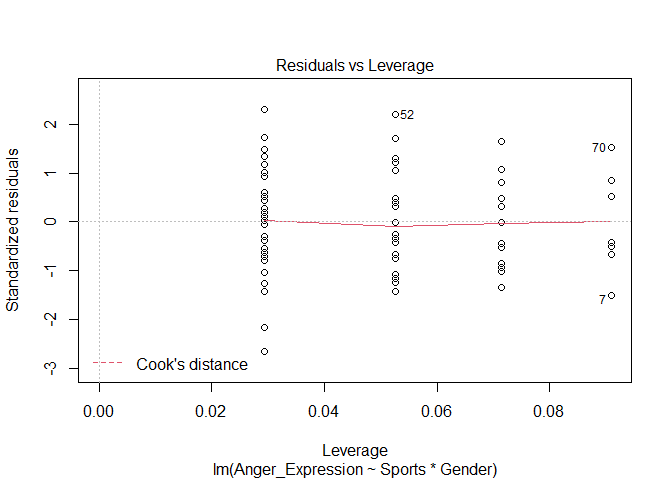 Residuals vs Leverage
Standardized residuals
2
1
0
-1
-2
-3
52
70
7
Cook's distance
0.00 0.02 0.04 0.06 0.08
Leverage
lm(Anger_Expression ~ Sports * Gender)